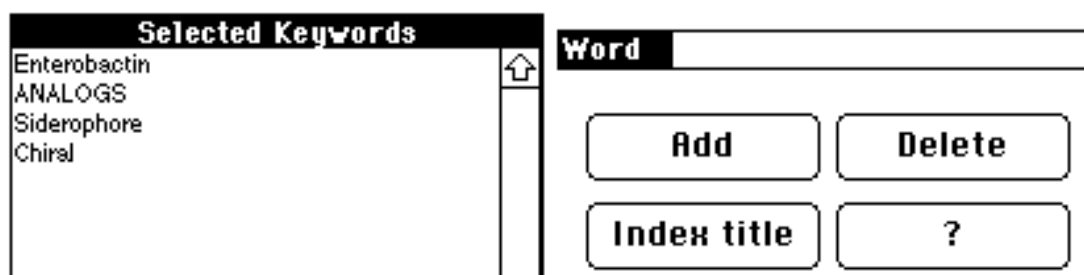 Selected Keywords
Enterobactin
ANALOGS
Siderophore
Chiral
Word
Add
Delete
Index title
?